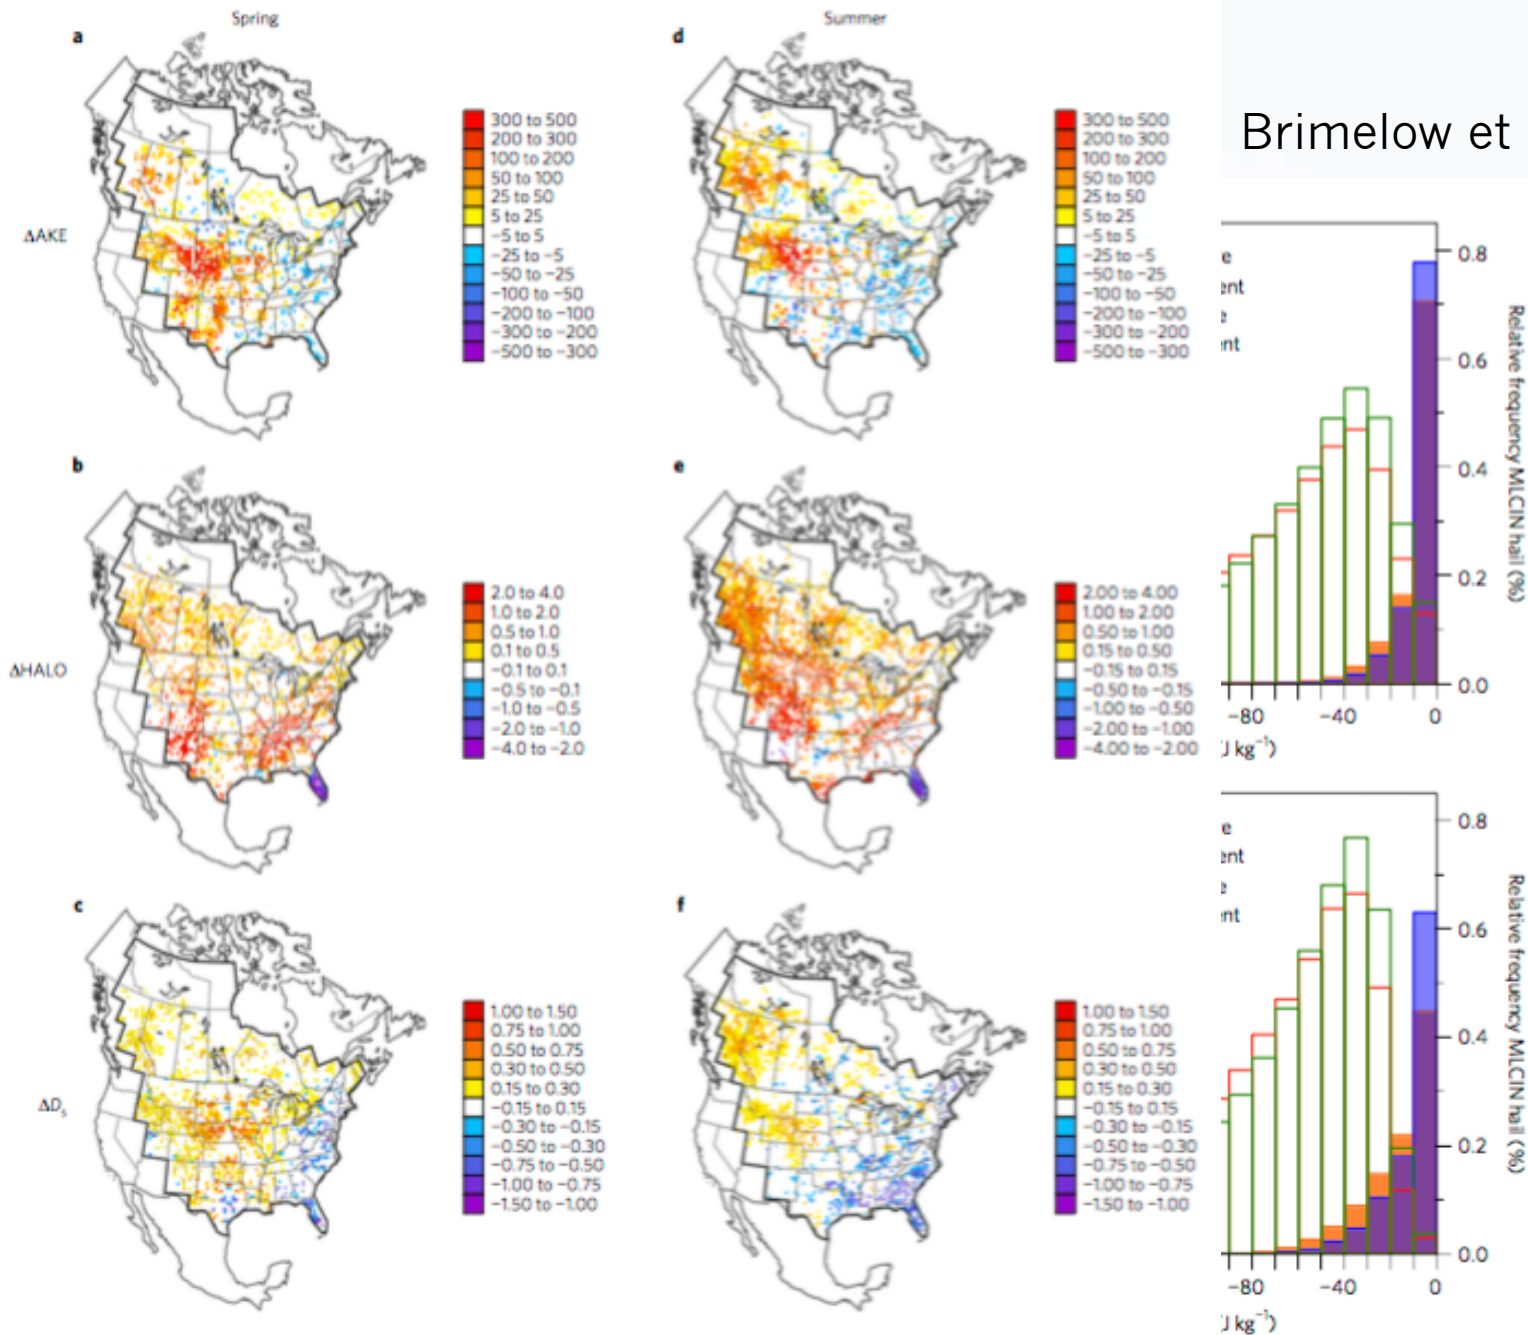 Spring
Summer
Brimelow et
a
ΔAKE
300 to 500
200 to 300
100 to 200
50 to 100
25 to 50
5 to 25
−5 to 5
−25 to −5
−50 to −25
−100 to −50
−200 to −100
−300 to −200
−500 to −300
d
300 to 500
200 to 300
100 to 200
50 to 100
25 to 50
5 to 25
−5 to 5
−25 to −5
−50 to −25
−100 to −50
−200 to −100
−300 to −200
−500 to −300
b
ΔHALO
2.0 to 4.0
1.0 to 2.0
0.5 to 1.0
0.1 to 0.5
−0.1 to 0.1
−0.5 to −0.1
−1.0 to −0.5
−2.0 to −1.0
−4.0 to −2.0
e
2.00 to 4.00
1.00 to 2.00
0.50 to 1.00
0.15 to 0.50
−0.15 to 0.15
−0.50 to −0.15
−1.00 to −0.50
−2.00 to −1.00
−4.00 to −2.00
c
ΔDs
1.00 to 1.50
0.75 to 1.00
0.50 to 0.75
0.30 to 0.50
0.15 to 0.30
−0.15 to 0.15
−0.30 to −0.15
−0.50 to −0.30
−0.75 to −0.50
−1.00 to −0.75
−1.50 to −1.00
f
1.00 to 1.50
0.75 to 1.00
0.50 to 0.75
0.30 to 0.50
0.15 to 0.30
−0.15 to 0.15
−0.30 to −0.15
−0.50 to −0.30
−0.75 to −0.50
−1.00 to −0.75
−1.50 to −1.00
e
ent
e
ent
0.8
0.6
0.4
0.2
0.0
Relative frequency MLCIN hail (%)
−80 −40 0
J kg⁻¹)
e
ent
e
ent
0.8
0.6
0.4
0.2
0.0
Relative frequency MLCIN hail (%)
−80 −40 0
J kg⁻¹)